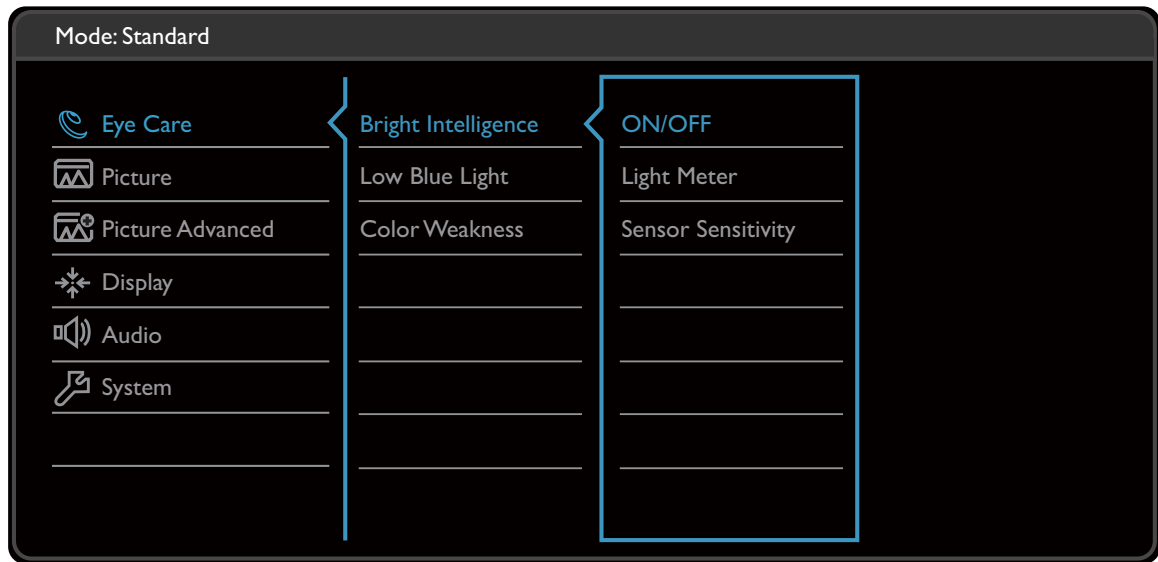 Mode: Standard
Eye Care
Bright Intelligence
ON/OFF
Picture
Low Blue Light
Light Meter
Picture Advanced
Color Weakness
Sensor Sensitivity
Display
Audio
System